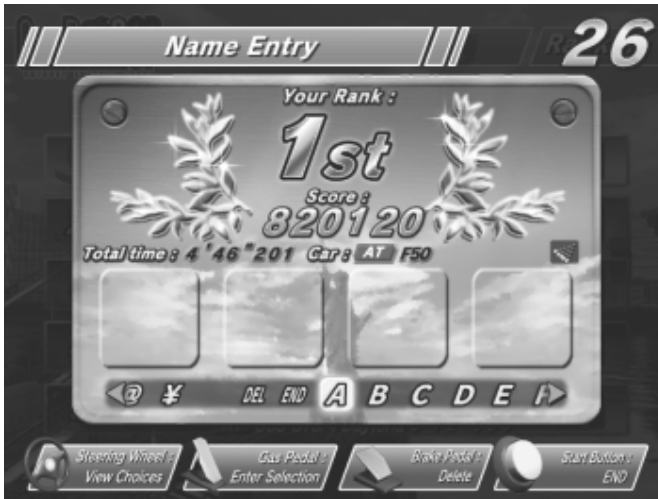 Name Entry
26
Your Rank :
1st
Score :
820120
Total time : 4'46"201 Car : AT F50
@ ¥ DEL END A B C D E
Steering Wheel :
View Choices
Gas Pedal :
Enter Selection
Brake Pedal :
Delete
Start Button :
END